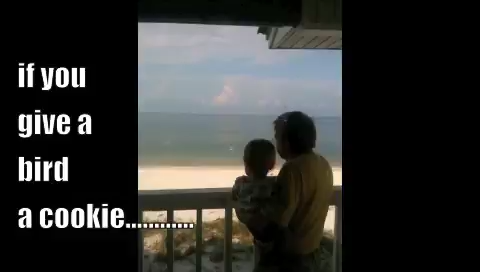 if you
give a
bird
a cookie............